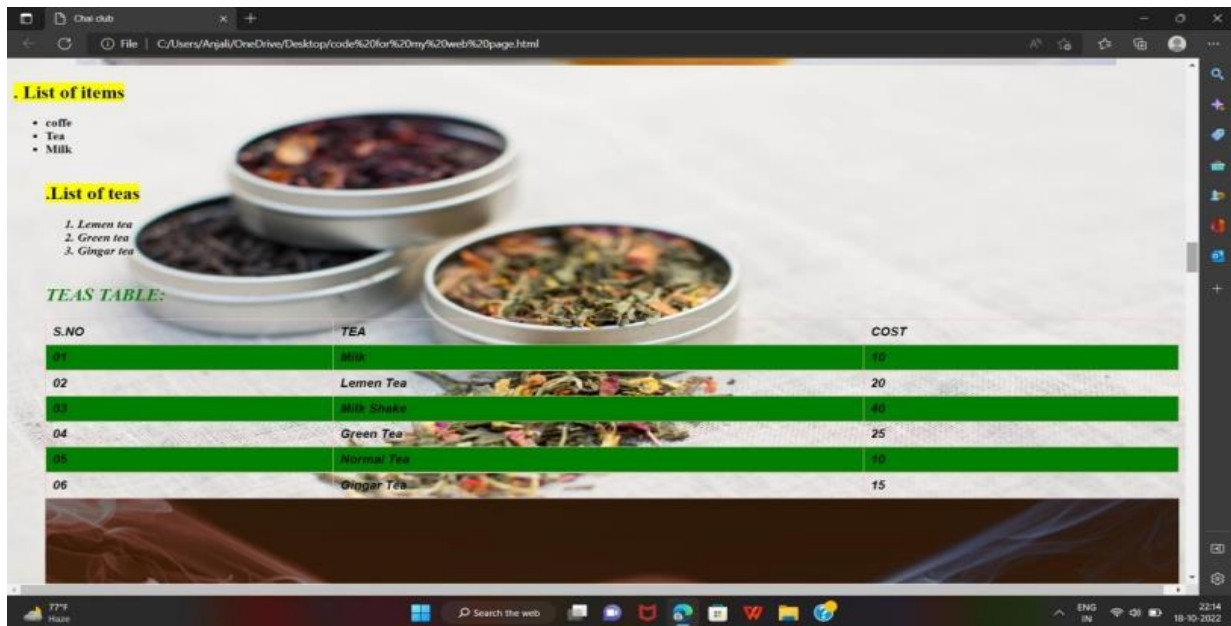 Chai club
File | C:/Users/Anjali/OneDrive/Desktop/code%20for%20my%20web%20page.html
. List of items
• coffe
• Tea
• Milk
.List of teas
1. Lemen tea
2. Green tea
3. Gingar tea
TEAS TABLE:
S.NO TEA COST
01 Milk 10
02 Lemen Tea 20
03 Milk Shake 40
04 Green Tea 25
05 Normal Tea 10
06 Gingar Tea 15
77°F
Haze
Search the web
ENG
IN
22:14
18-10-2022